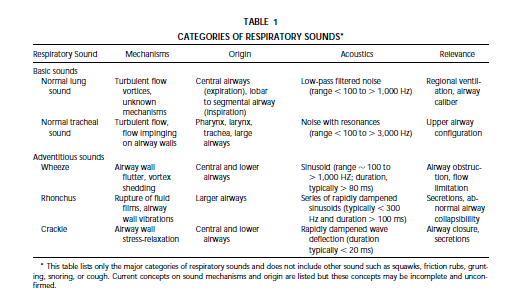 TABLE 1
CATEGORIES OF RESPIRATORY SOUNDS*
Respiratory Sound Mechanisms Origin Acoustics Relevance
Basic sounds
Normal lung Turbulent flow Central airways Low-pass filtered noise Regional ventil-
sound vortices, (expiration), lobar (range < 100 to > 1,000 Hz) ation, airway
unknown to segmental airway caliber
mechanisms (inspiration)
Normal tracheal Turbulent flow, Pharynx, larynx, Noise with resonances Upper airway
sound flow impinging trachea, large (range < 100 to > 3,000 Hz) configuration
on airway walls airways
Adventitious sounds
Wheeze Airway wall Central and lower Sinusoid (range ~ 100 to Airway obstruc-
flutter, vortex airways > 1,000 Hz; duration, tion, flow
shedding typically > 80 ms) limitation
Rhonchus Rupture of fluid Larger airways Series of rapidly dampened Secretions, ab-
films, airway sinusoids (typically < 300 normal airway
wall vibrations Hz and duration > 100 ms) collapsibility
Crackle Airway wall Central and lower Rapidly dampened wave Airway closure,
stress-relaxation airways deflection (duration secretions
typically < 20 ms)
* This table lists only the major categories of respiratory sounds and does not include other sound such as squawks, friction rubs, grunt-
ing, snoring, or cough. Current concepts on sound mechanisms and origin are listed but these concepts may be incomplete and uncon-
firmed.